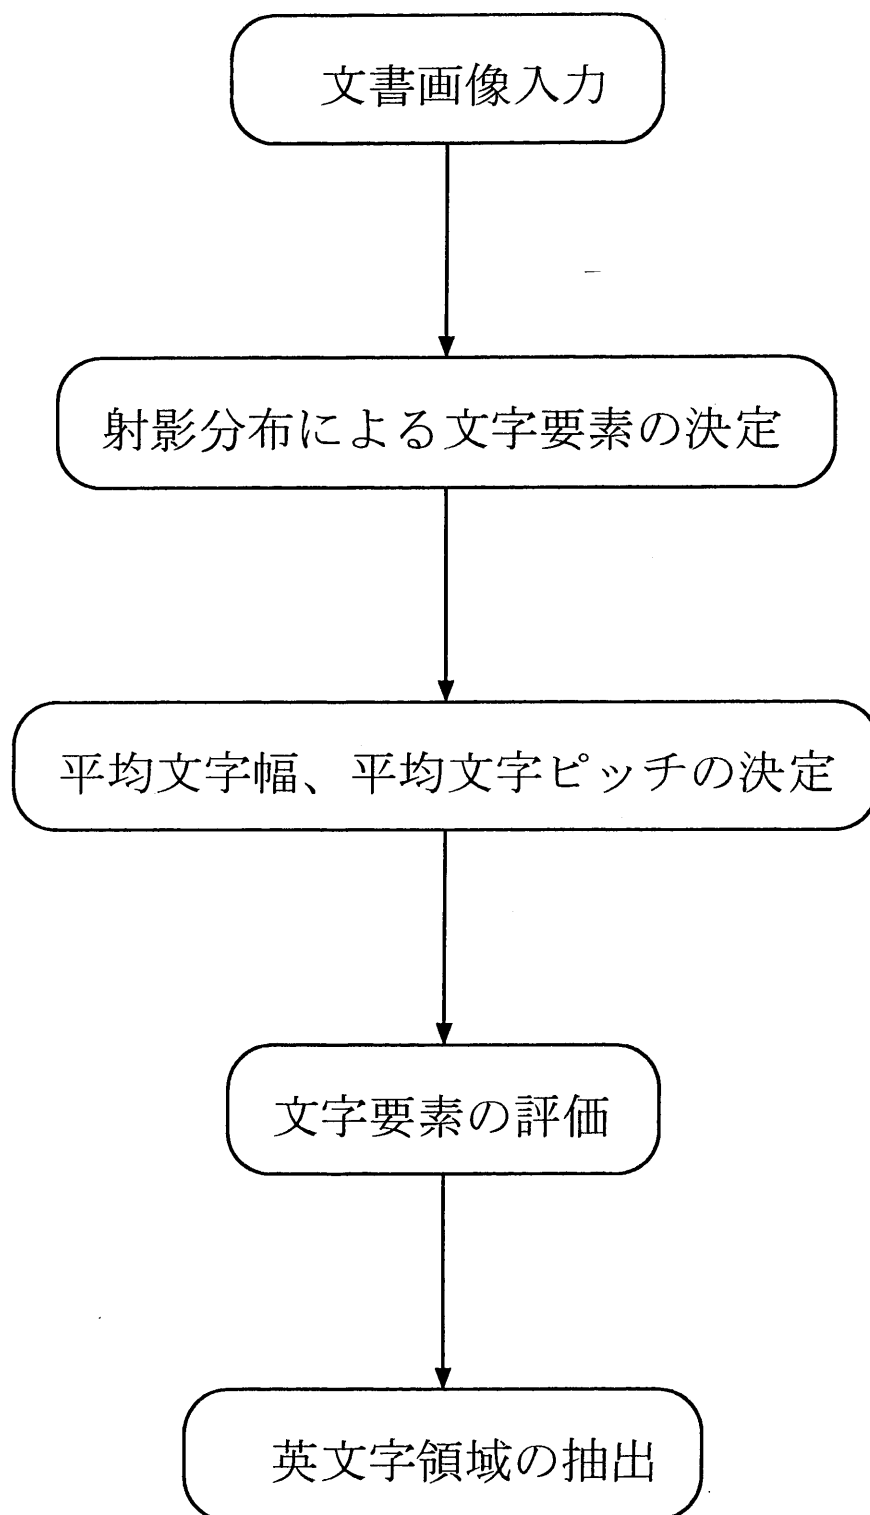 文書画像入力
射影分布による文字要素の決定
平均文字幅、平均文字ピッチの決定
文字要素の評価
英文字領域の抽出